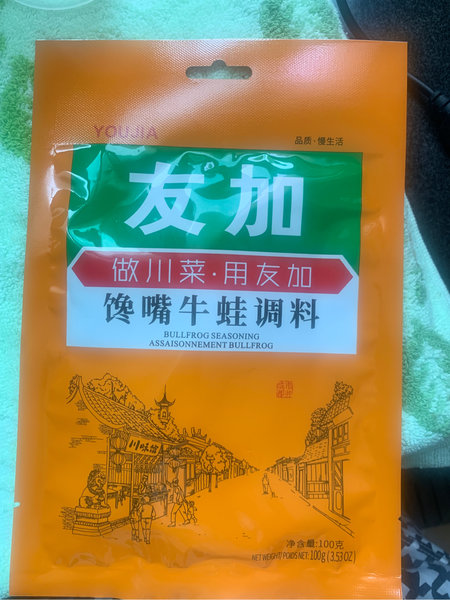 YOUJIA
品质·慢生活
友加
做川菜·用友加
馋嘴牛蛙调料
BULLFROG SEASONING
ASSAISONNEMENT BULLFROG
川味馆
净含量:100克
NET WEIGHT/POIDS NET: 100g (3.53 OZ)